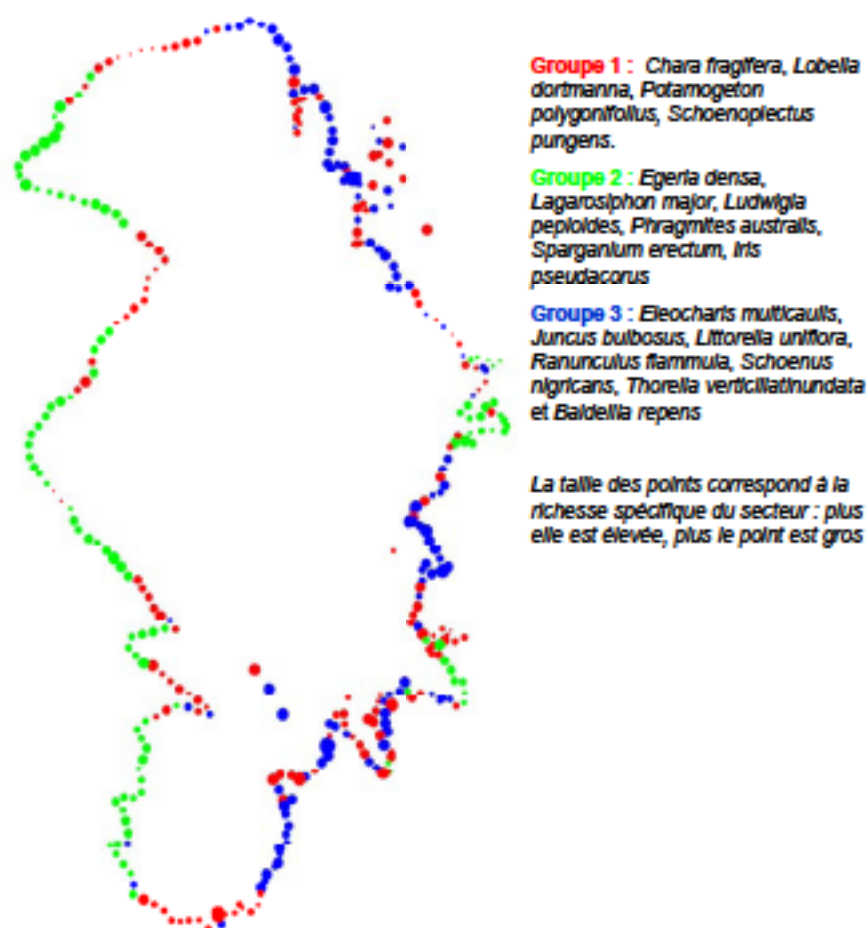 Groupe 1 : Chara fragifera, Lobelia
dortmanna, Potamogeton
polygonifolius, Schoenoplectus
pungens.
Groupe 2 : Egeria densa,
Lagarosiphon major, Ludwigia
peploides, Phragmites australis,
Sparganium erectum, Iris
pseudacorus
Groupe 3 : Eleocharis multicaulis,
Juncus bulbosus, Littorella uniflora,
Ranunculus flammula, Schoenus
nigricans, Thorella verticillatinundata
et Baldellia repens
La taille des points correspond à la
richesse spécifique du secteur : plus
elle est élevée, plus le point est gros